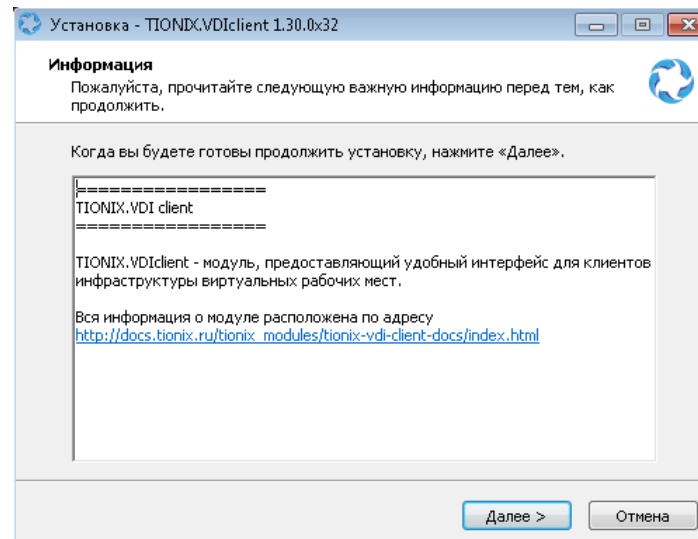 Установка - TIONIX.VDIclient 1.30.0x32
Информация
Пожалуйста, прочитайте следующую важную информацию перед тем, как
продолжить.
Когда вы будете готовы продолжить установку, нажмите «Далее».
=================
TIONIX.VDI client
=================
TIONIX.VDIclient - модуль, предоставляющий удобный интерфейс для клиентов
инфраструктуры виртуальных рабочих мест.
Вся информация о модуле расположена по адресу
http://docs.tionix.ru/tionix_modules/tionix-vdi-client-docs/index.html
Далее >
Отмена